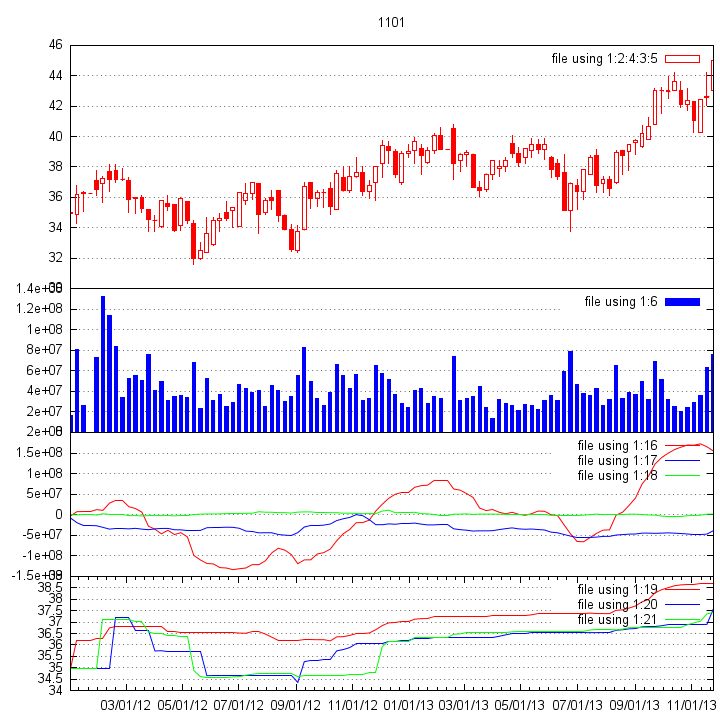 1101
46
file using 1:2:4:3:5
44
42
40
38
36
34
32
1.4e+08
file using 1:6
1.2e+08
1e+08
8e+07
6e+07
4e+07
2e+07
file using 1:16
1.5e+08
file using 1:17
1e+08
file using 1:18
5e+07
0
-5e+07
-1e+08
38.5
file using 1:19
38
file using 1:20
37.5
file using 1:21
37
36.5
36
35.5
35
34.5
34
03/01/12 05/01/12 07/01/12 09/01/12 11/01/12 01/01/13 03/01/13 05/01/13 07/01/13 09/01/13 11/01/13